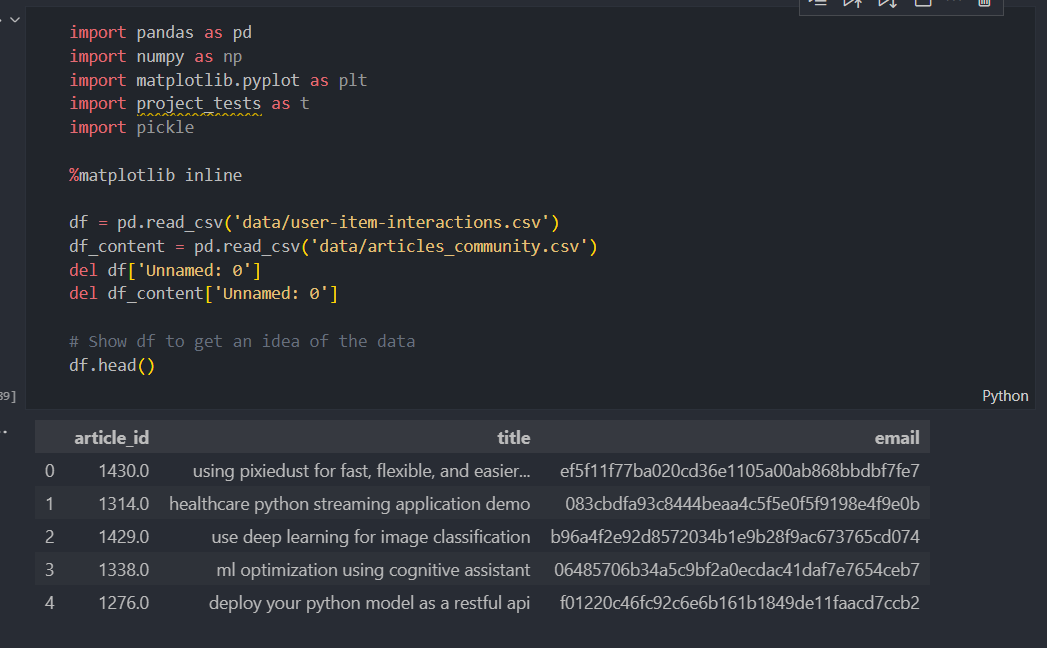 import pandas as pd
import numpy as np
import matplotlib.pyplot as plt
import project_tests as t
import pickle
%matplotlib inline
df = pd.read_csv('data/user-item-interactions.csv')
df_content = pd.read_csv('data/articles_community.csv')
del df['Unnamed: 0']
del df_content['Unnamed: 0']
# Show df to get an idea of the data
df.head()
39]
Python
article_id title email
0 1430.0 using pixiedust for fast, flexible, and easier... ef5f11f77ba020cd36e1105a00ab868bbdbf7fe7
1 1314.0 healthcare python streaming application demo 083cbdfa93c8444beaa4c5f5e0f5f9198e4f9e0b
2 1429.0 use deep learning for image classification b96a4f2e92d8572034b1e9b28f9ac673765cd074
3 1338.0 ml optimization using cognitive assistant 06485706b34a5c9bf2a0ecdac41daf7e7654ceb7
4 1276.0 deploy your python model as a restful api f01220c46fc92c6e6b161b1849de11faacd7ccb2